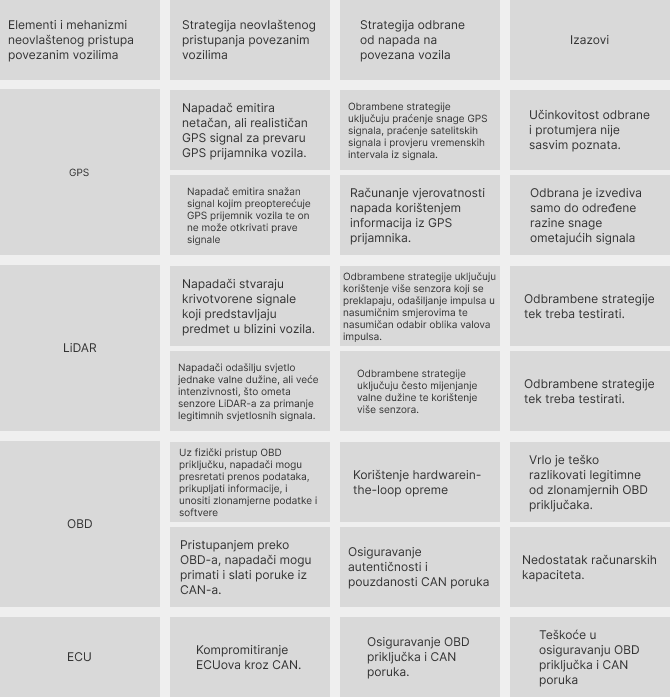 Elementi i mehanizmi
neovlaštenog pristupa
povezanim vozilima
Strategija neovlaštenog
pristupanja povezanim
vozilima
Strategija odbrane
od napada na
povezana vozila
Izazovi
GPS
Napadač emitira
netačan, ali realističan
GPS signal za prevaru
GPS prijamnika vozila.
Obrambene strategije
uključuju praćenje snage GPS
signala, praćenje satelitskih
signala i provjeru vremenskih
intervala iz signala.
Učinkovitost odbrane
i protumjera nije
sasvim poznata.
Napadač emitira snažan
signal kojim preopterećuje
GPS prijemnik vozila te on
ne može otkrivati prave
signale
Računanje vjerovatnosti
napada korištenjem
informacija iz GPS
prijamnika.
Odbrana je izvediva
samo do određene
razine snage
ometajućih signala
LiDAR
Napadači stvaraju
krivotvorene signale
koji predstavljaju
predmet u blizini vozila.
Odbrambene strategije uključuju
korištenje više senzora koji se
preklapaju, odašiljanje impulsa u
nasumičnim smjerovima te
nasumičan odabir oblika valova
impulsa.
Odbrambene strategije
tek treba testirati.
Napadači odašilju svjetlo
jednake valne dužine, ali veće
intenzivnosti, što ometa
senzore LiDAR-a za primanje
legitimnih svjetlosnih signala.
Odbrambene strategije
uključuju često mijenjanje
valne dužine te korištenje
više senzora.
Odbrambene strategije
tek treba testirati.
OBD
Uz fizički pristup OBD
priključku, napadači mogu
presretati prenos podataka,
prikupljati informacije, i
unositi zlonamjerne podatke i
softvere
Korištenje hardwarein-
the-loop opreme
Vrlo je teško
razlikovati legitimne
od zlonamjernih OBD
priključaka.
Pristupanjem preko
OBD-a, napadači mogu
primati i slati poruke iz
CAN-a.
Osiguravanje
autentičnosti i
pouzdanosti CAN poruka
Nedostatak računarskih
kapaciteta.
ECU
Kompromitiranje
ECUova kroz CAN.
Osiguravanje OBD
priključka i CAN
poruka.
Teškoće u
osiguravanju OBD
priključka i CAN
poruka